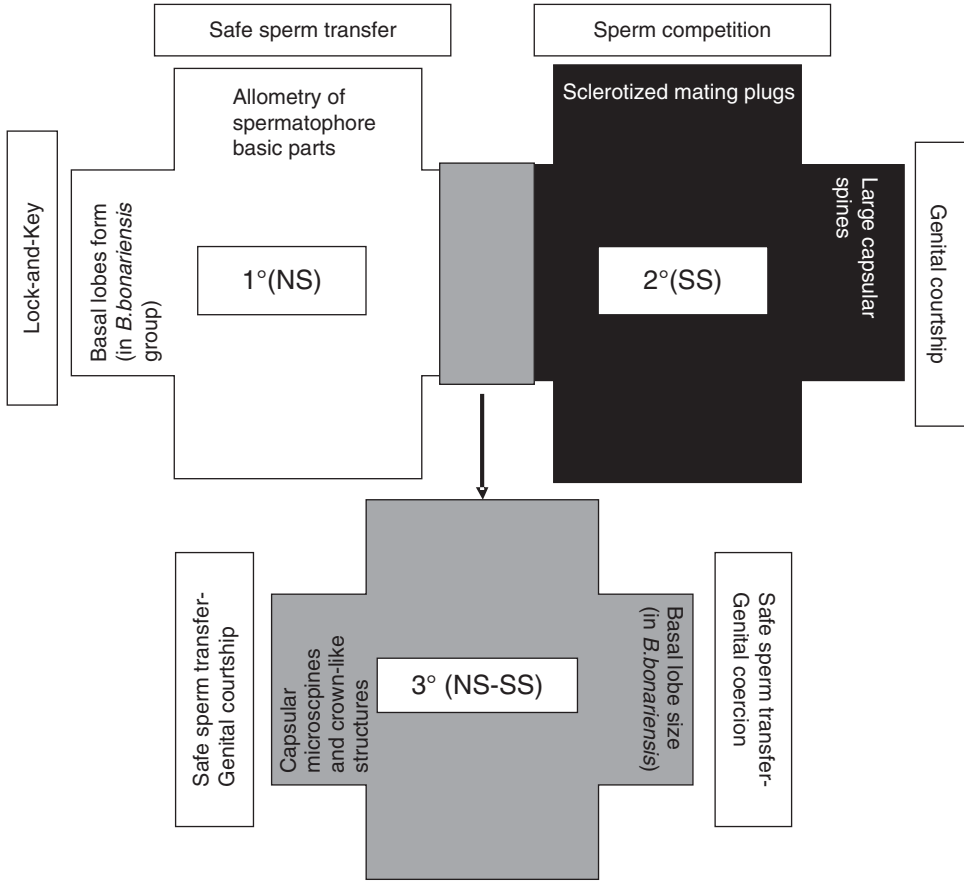 Safe sperm transfer
Sperm competition
Allometry of
spermatophore
basic parts
Sclerotized mating plugs
Lock-and-Key
Basal lobes form
(in B.bonariensis
group)
1°(NS)
2°(SS)
Large capsular
spines
Genital courtship
Safe sperm transfer-
Genital courtship
Capsular
microscpines
and crown-like
structures
3° (NS-SS)
Basal lobe size
(in B.bonariensis)
Safe sperm transfer-
Genital coercion